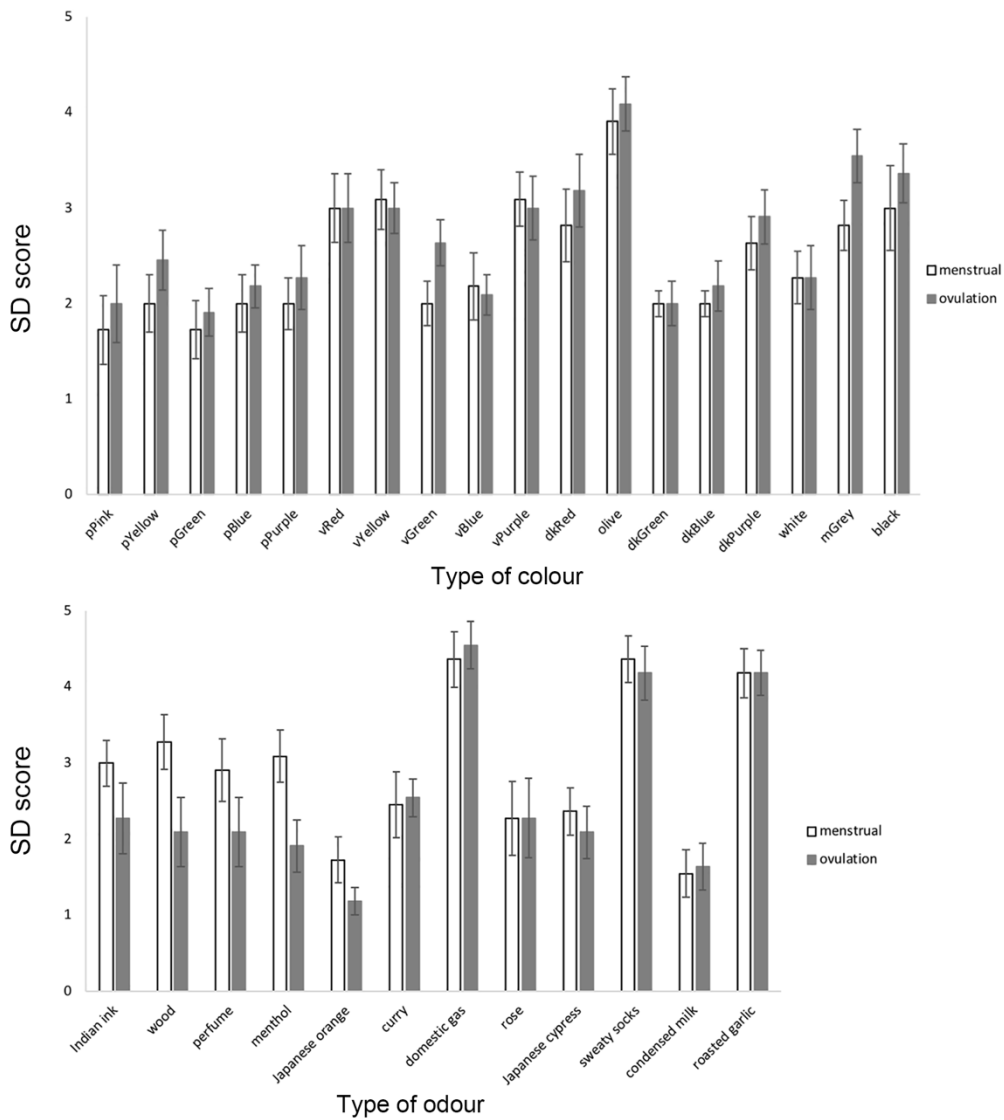 5
4
3
2
1
0
SD score
menstrual
ovulation
pPink
pYellow
pGreen
pBlue
pPurple
vRed
vYellow
vGreen
vBlue
vPurple
dkRed
olive
dkGreen
dkBlue
dkPurple
white
mGrey
black
Type of colour
5
4
3
2
1
0
SD score
menstrual
ovulation
Indian ink
wood
perfume
menthol
Japanese orange
curry
domestic gas
rose
Japanese cypress
sweaty socks
condensed milk
roasted garlic
Type of odour